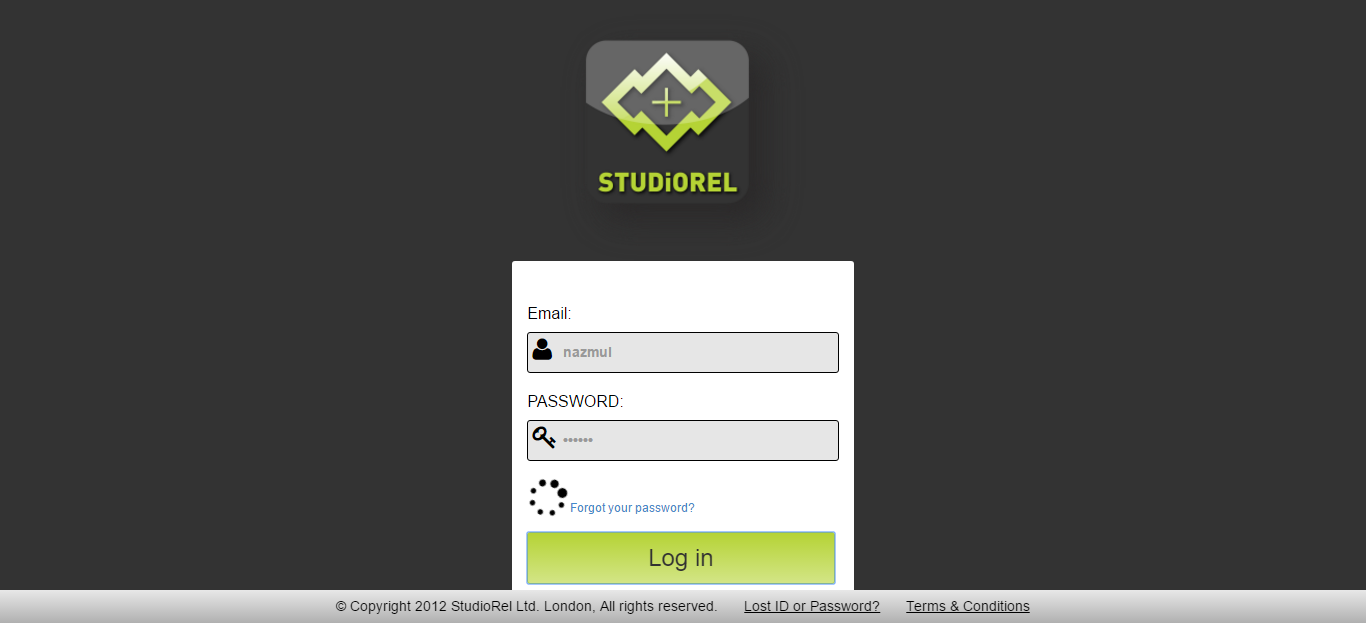 STUDiOREL
Email:
nazmul
PASSWORD:
••••••
Forgot your password?
Log in
© Copyright 2012 StudioRel Ltd. London, All rights reserved. Lost ID or Password? Terms & Conditions